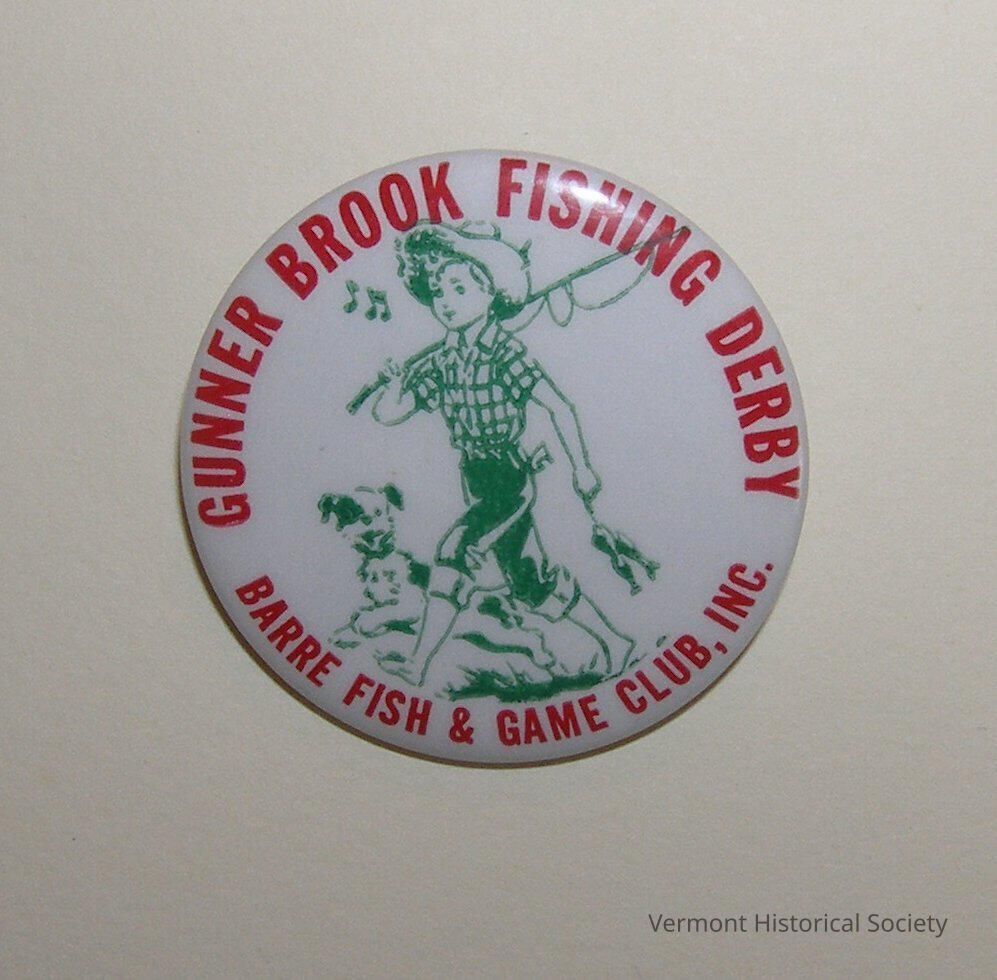 GUNNER BROOK FISHING DERBY
BARRE FISH & GAME CLUB, INC.
Vermont Historical Society